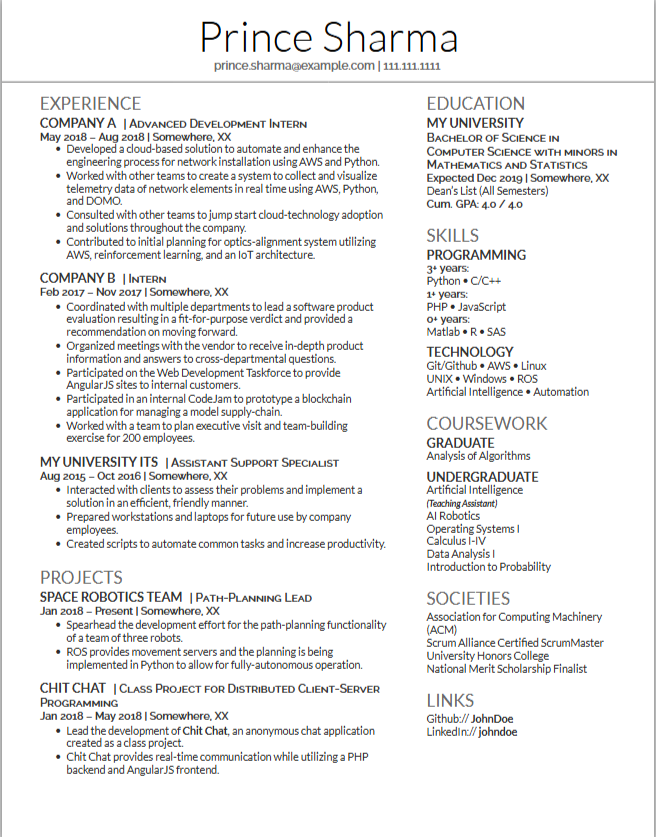 Prince Sharma
prince.sharma@example.com | 111.111.1111
EXPERIENCE
COMPANY A | ADVANCED DEVELOPMENT INTERN
May 2018 – Aug 2018 | Somewhere, XX
• Developed a cloud-based solution to automate and enhance the
engineering process for network installation using AWS and Python.
• Worked with other teams to create a system to collect and visualize
telemetry data of network elements in real time using AWS, Python,
and DOMO.
• Consulted with other teams to jump start cloud-technology adoption
and solutions throughout the company.
• Contributed to initial planning for optics-alignment system utilizing
AWS, reinforcement learning, and an IoT architecture.
COMPANY B | INTERN
Feb 2017 – Nov 2017 | Somewhere, XX
• Coordinated with multiple departments to lead a software product
evaluation resulting in a fit-for-purpose verdict and provided a
recommendation on moving forward.
• Organized meetings with the vendor to receive in-depth product
information and answers to cross-departmental questions.
• Participated on the Web Development Taskforce to provide
AngularJS sites to internal customers.
• Participated in an internal CodeJam to prototype a blockchain
application for managing a model supply-chain.
• Worked with a team to plan executive visit and team-building
exercise for 200 employees.
MY UNIVERSITY ITS | ASSISTANT SUPPORT SPECIALIST
Aug 2015 – Oct 2016 | Somewhere, XX
• Interacted with clients to assess their problems and implement a
solution in an efficient, friendly manner.
• Prepared workstations and laptops for future use by company
employees.
• Created scripts to automate common tasks and increase productivity.
PROJECTS
SPACE ROBOTICS TEAM | PATH-PLANNING LEAD
Jan 2018 – Present | Somewhere, XX
• Spearhead the development effort for the path-planning functionality
of a team of three robots.
• ROS provides movement servers and the planning is being
implemented in Python to allow for fully-autonomous operation.
CHIT CHAT | CLASS PROJECT FOR DISTRIBUTED CLIENT-SERVER
PROGRAMMING
Jan 2018 – May 2018 | Somewhere, XX
• Lead the development of Chit Chat, an anonymous chat application
created as a class project.
• Chit Chat provides real-time communication while utilizing a PHP
backend and AngularJS frontend.
EDUCATION
MY UNIVERSITY
BACHELOR OF SCIENCE IN
COMPUTER SCIENCE WITH MINORS IN
MATHEMATICS AND STATISTICS
Expected Dec 2019 | Somewhere, XX
Dean's List (All Semesters)
Cum. GPA: 4.0 / 4.0
SKILLS
PROGRAMMING
3+ years:
Python • C/C++
1+ years:
PHP • JavaScript
0+ years:
Matlab • R • SAS
TECHNOLOGY
Git/Github • AWS • Linux
UNIX • Windows • ROS
Artificial Intelligence • Automation
COURSEWORK
GRADUATE
Analysis of Algorithms
UNDERGRADUATE
Artificial Intelligence
(Teaching Assistant)
AI Robotics
Operating Systems I
Calculus I-IV
Data Analysis I
Introduction to Probability
SOCIETIES
Association for Computing Machinery
(ACM)
Scrum Alliance Certified ScrumMaster
University Honors College
National Merit Scholarship Finalist
LINKS
Github:// JohnDoe
LinkedIn:// johndoe